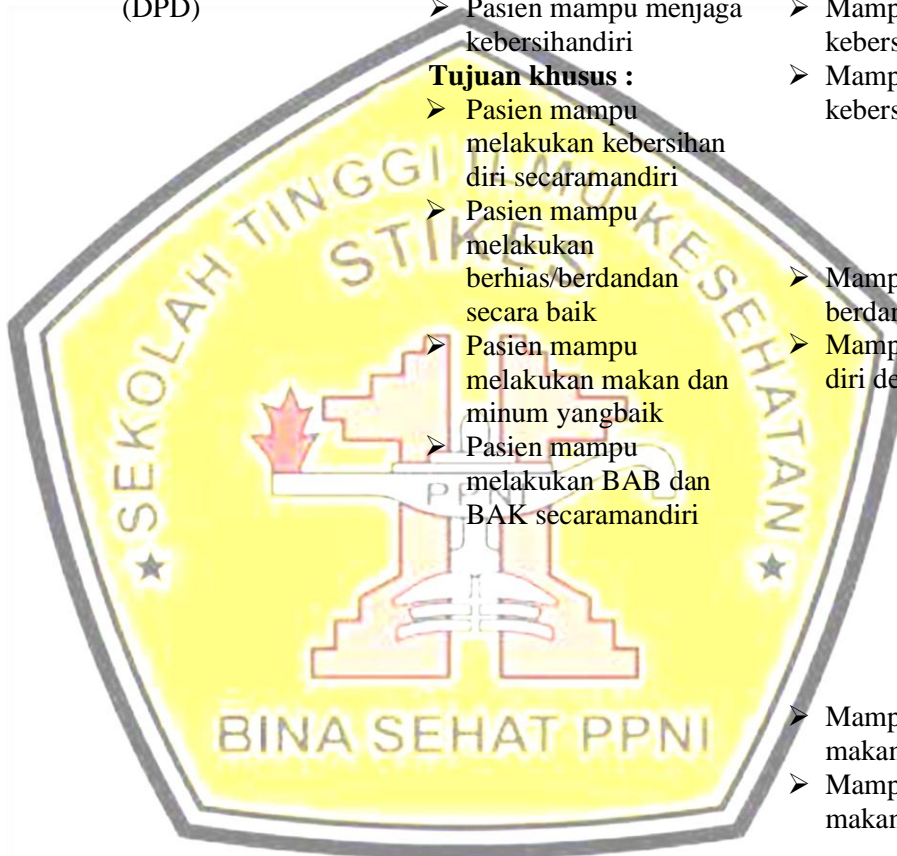 (DPD)
Pasien mampu menjaga
kebersihandiri
Tujuan khusus :
Pasien mampu
melakukan kebersihan
diri secaramandiri
Pasien mampu
melakukan
berhias/berdandan
secara baik
Pasien mampu
melakukan makan dan
minum yangbaik
Pasien mampu
melakukan BAB dan
BAK secaramandiri
diri
SEKOLAH TINGGI ILMU KESEHATAN
STIKES
PPNI
BINA SEHAT PPNI